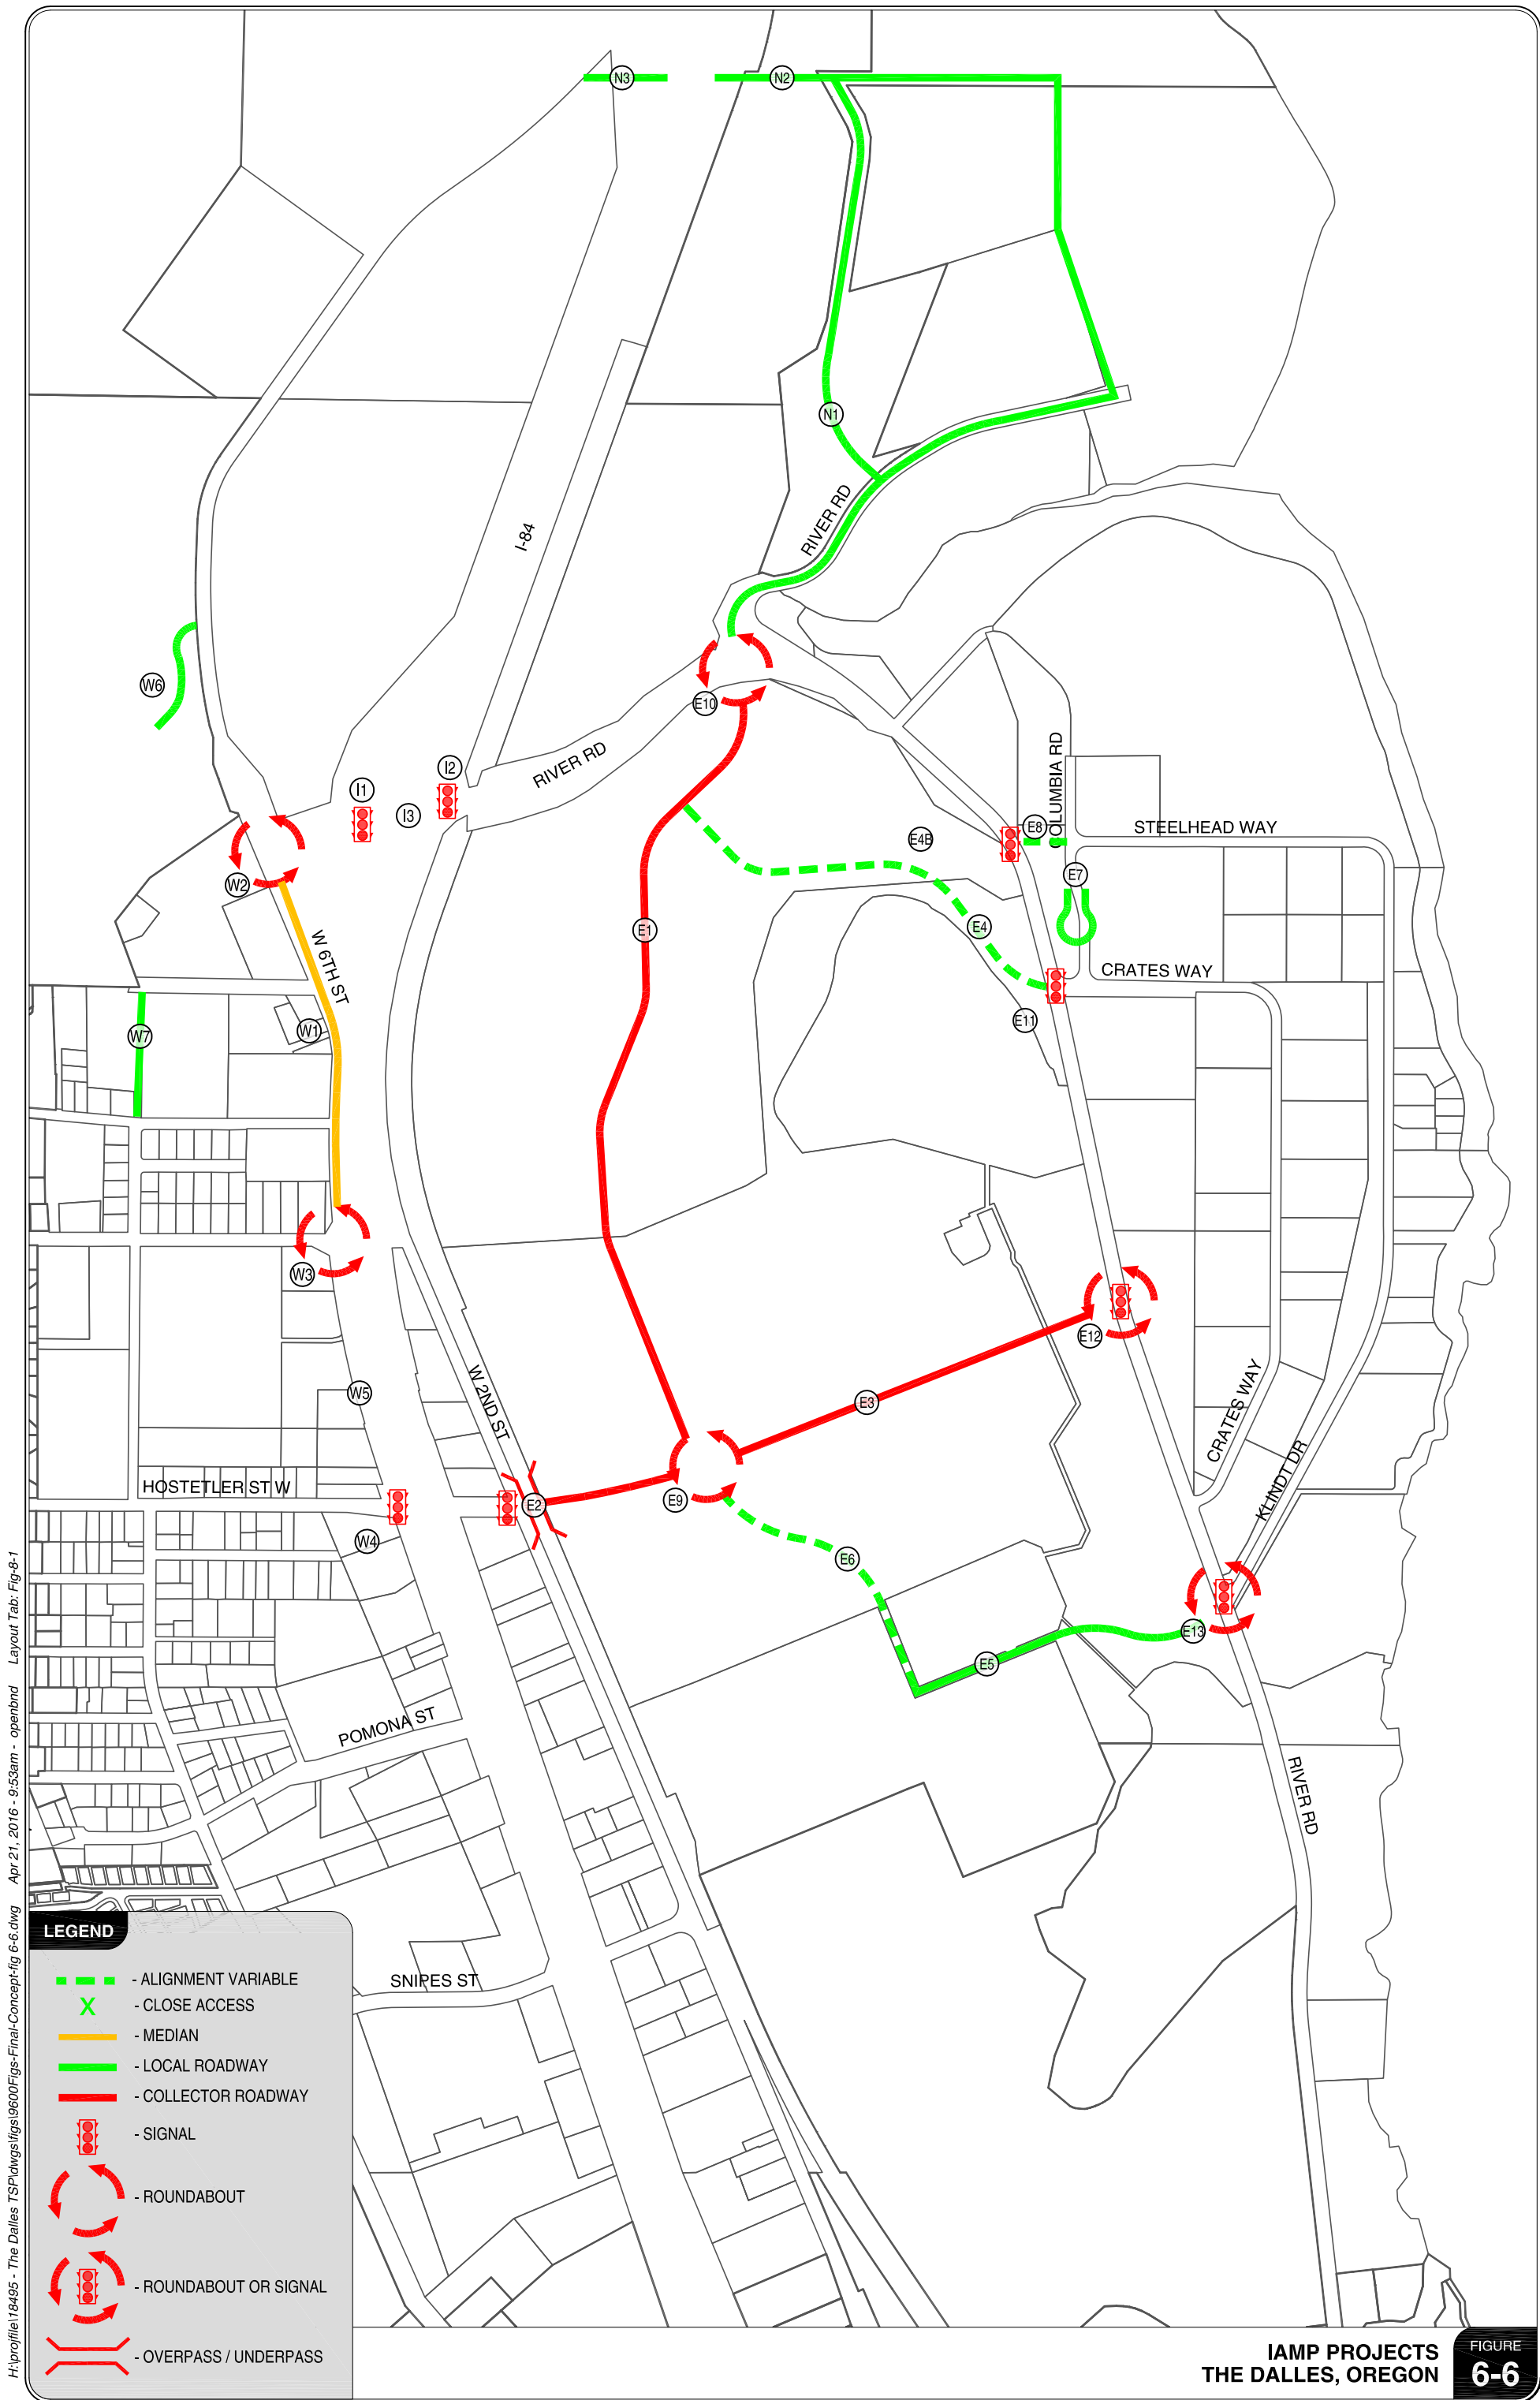 N3
N2
N1
RIVER RD
I-84
W6
E10
RIVER RD
I2
I1
I3
COLUMBIA RD
E8
STEELHEAD WAY
E4B
E7
W2
E1
E4
W 6TH ST
CRATES WAY
W1
W7
E11
W3
E12
W5
W 2ND ST
E3
CRATES WAY
KLINDT DR
HOSTETLER ST W
E2
E9
W4
E6
E13
E5
POMONA ST
RIVER RD
SNIPES ST
LEGEND
- ALIGNMENT VARIABLE
X - CLOSE ACCESS
- MEDIAN
- LOCAL ROADWAY
- COLLECTOR ROADWAY
- SIGNAL
- ROUNDABOUT
- ROUNDABOUT OR SIGNAL
- OVERPASS / UNDERPASS
IAMP PROJECTS
THE DALLES, OREGON
FIGURE
6-6
H:\projfile\18495 - The Dalles TSP\dwgs\figs\9600Figs-Final-Concept-fig 6-6.dwg Apr 21, 2016 - 9:53am - openbnd Layout Tab: Fig-8-1